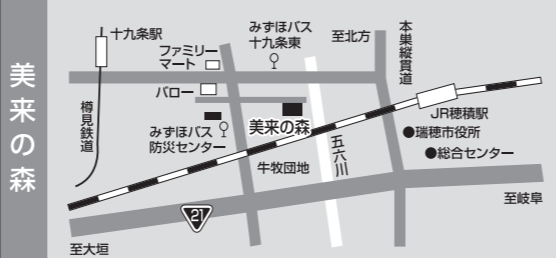 美来の森
十九条駅
ファミリー
マート
みずほバス
十九条東
至北方
本巣縦貫道
バロー
樽見鉄道
みずほバス
防災センター
美来の森
JR穂積駅
瑞穂市役所
総合センター
五六川
牛牧団地
21
至大垣
至岐阜